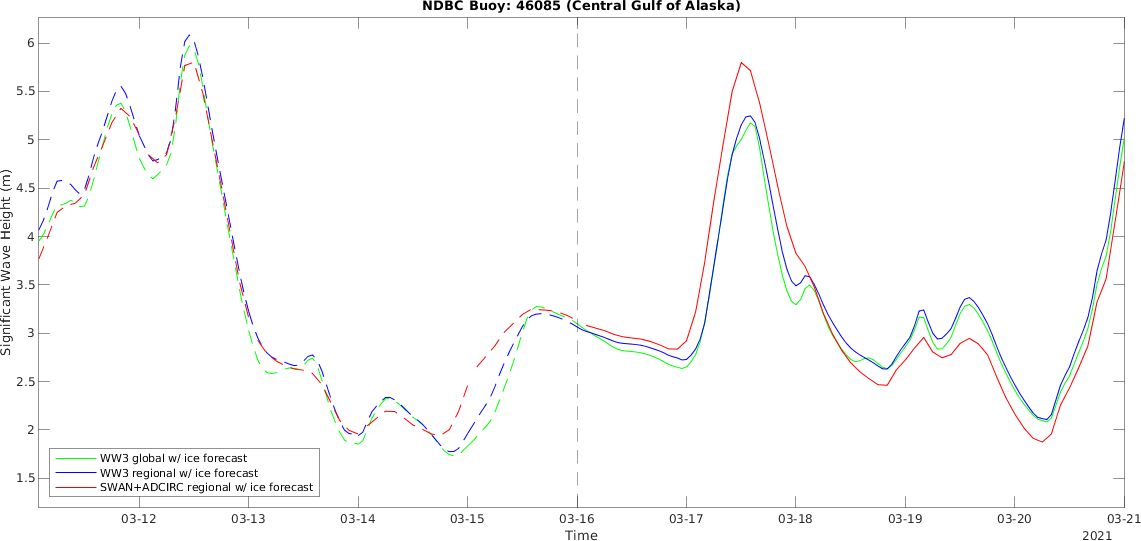 NDBC Buoy: 46085 (Central Gulf of Alaska)
6
5.5
5
4.5
4
3.5
3
2.5
2
1.5
Significant Wave Height (m)
WW3 global w/ ice forecast
WW3 regional w/ ice forecast
SWAN+ADCIRC regional w/ ice forecast
03-12 03-13 03-14 03-15 03-16 03-17 03-18 03-19 03-20 03-21
Time
2021